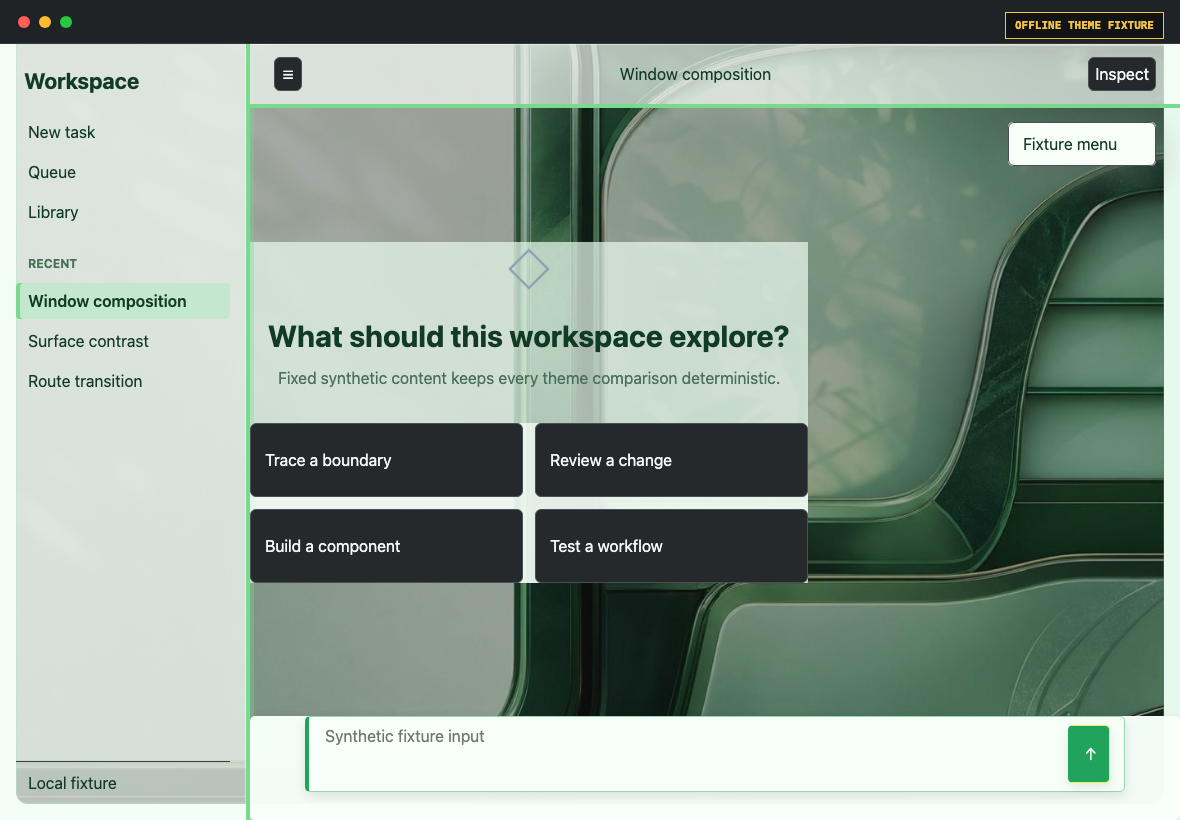 OFFLINE THEME FIXTURE
Workspace
New task
Queue
Library
RECENT
Window composition
Surface contrast
Route transition
Local fixture
Window composition
Inspect
Fixture menu
What should this workspace explore?
Fixed synthetic content keeps every theme comparison deterministic.
Trace a boundary
Review a change
Build a component
Test a workflow
Synthetic fixture input